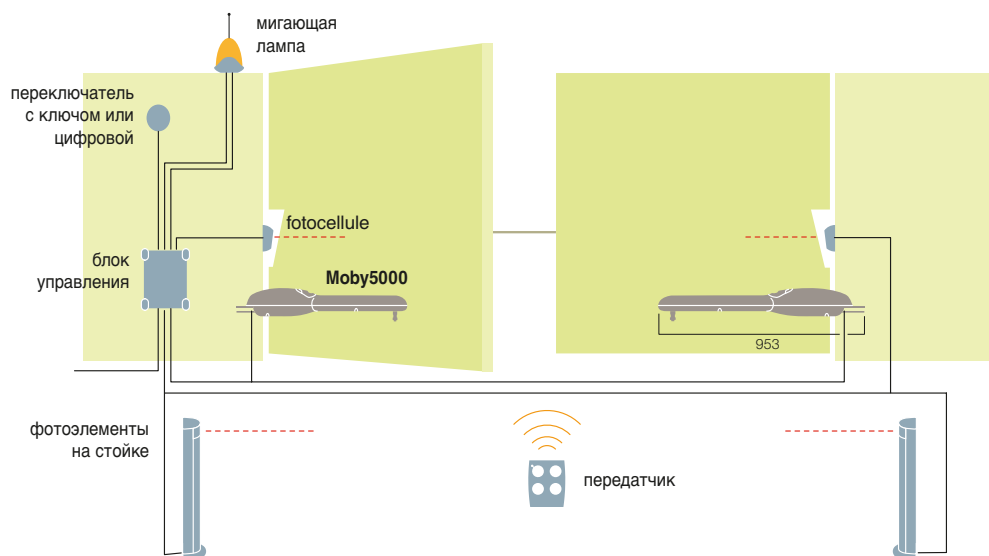 мигающая
лампа
переключатель
с ключом или
цифровой
fotocellule
блок
управления
Moby5000
953
фотоэлементы
на стойке
передатчик